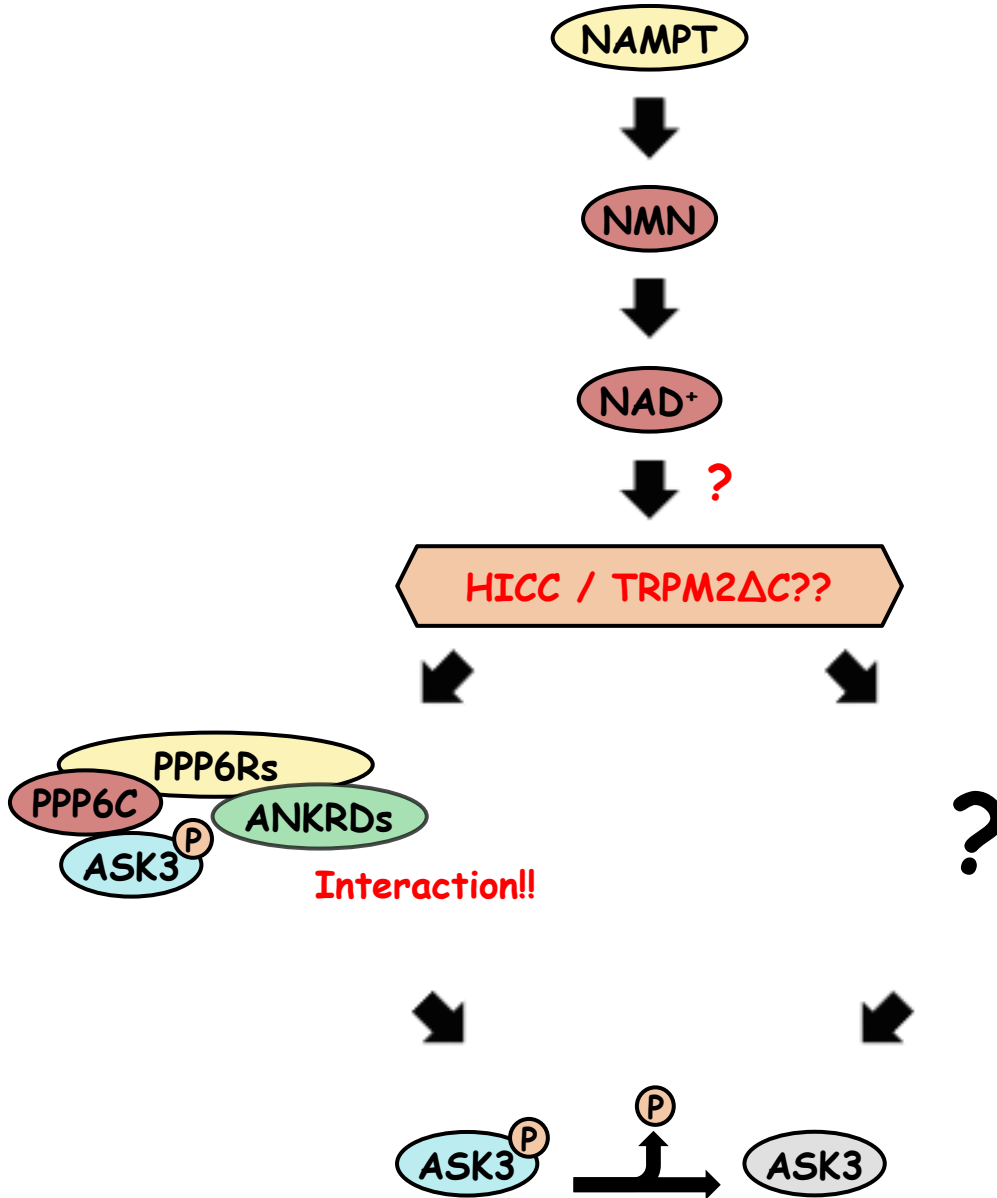 NAMPT
NMN
NAD⁺
?
HICC / TRPM2ΔC??
PPP6Rs
PPP6C
ANKRDs
P
ASK3
Interaction!!
?
P
P
ASK3
ASK3